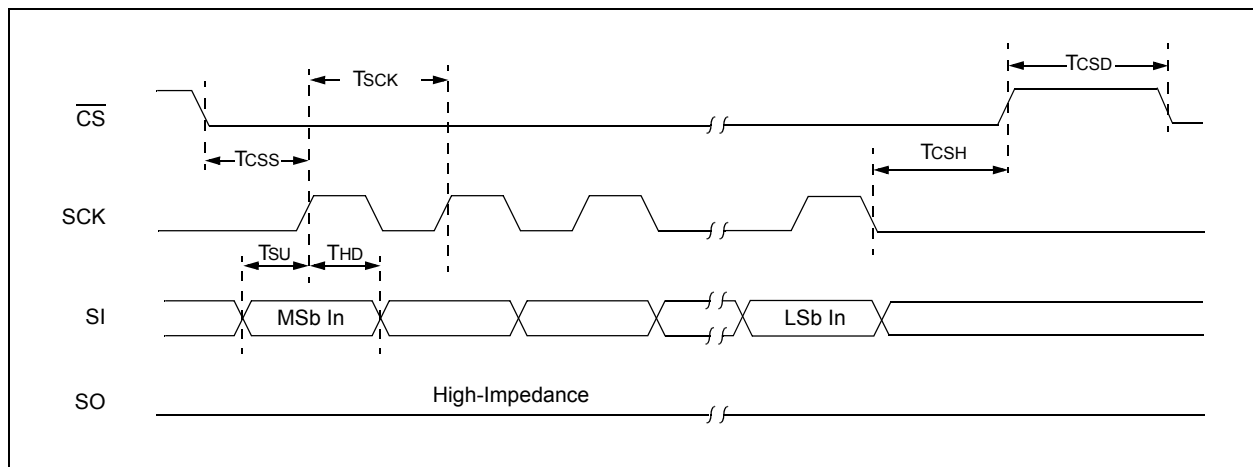 TSCK
TCSD
CS
TCSS
TCSH
SCK
TSU
THD
SI
MSb In
LSb In
High-Impedance
SO